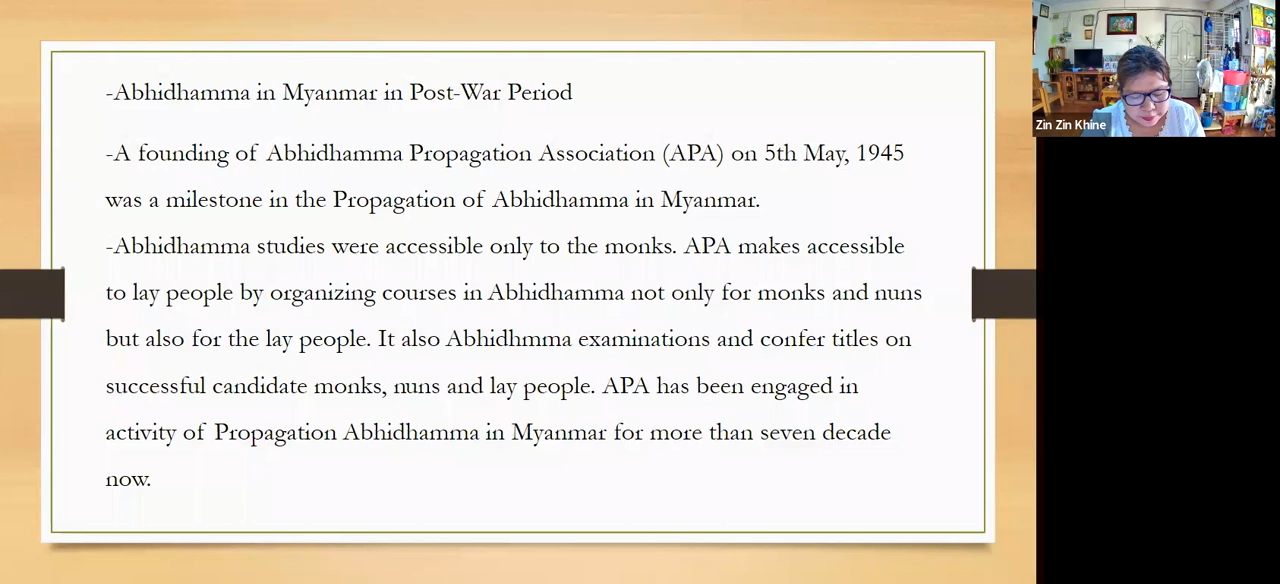 -Abhidhamma in Myanmar in Post-War Period
-A founding of Abhidhamma Propagation Association (APA) on 5th May, 1945
was a milestone in the Propagation of Abhidhamma in Myanmar.
-Abhidhamma studies were accessible only to the monks. APA makes accessible
to lay people by organizing courses in Abhidhamma not only for monks and nuns
but also for the lay people. It also Abhidhmma examinations and confer titles on
successful candidate monks, nuns and lay people. APA has been engaged in
activity of Propagation Abhidhamma in Myanmar for more than seven decade
now.
Zin Zin Khine